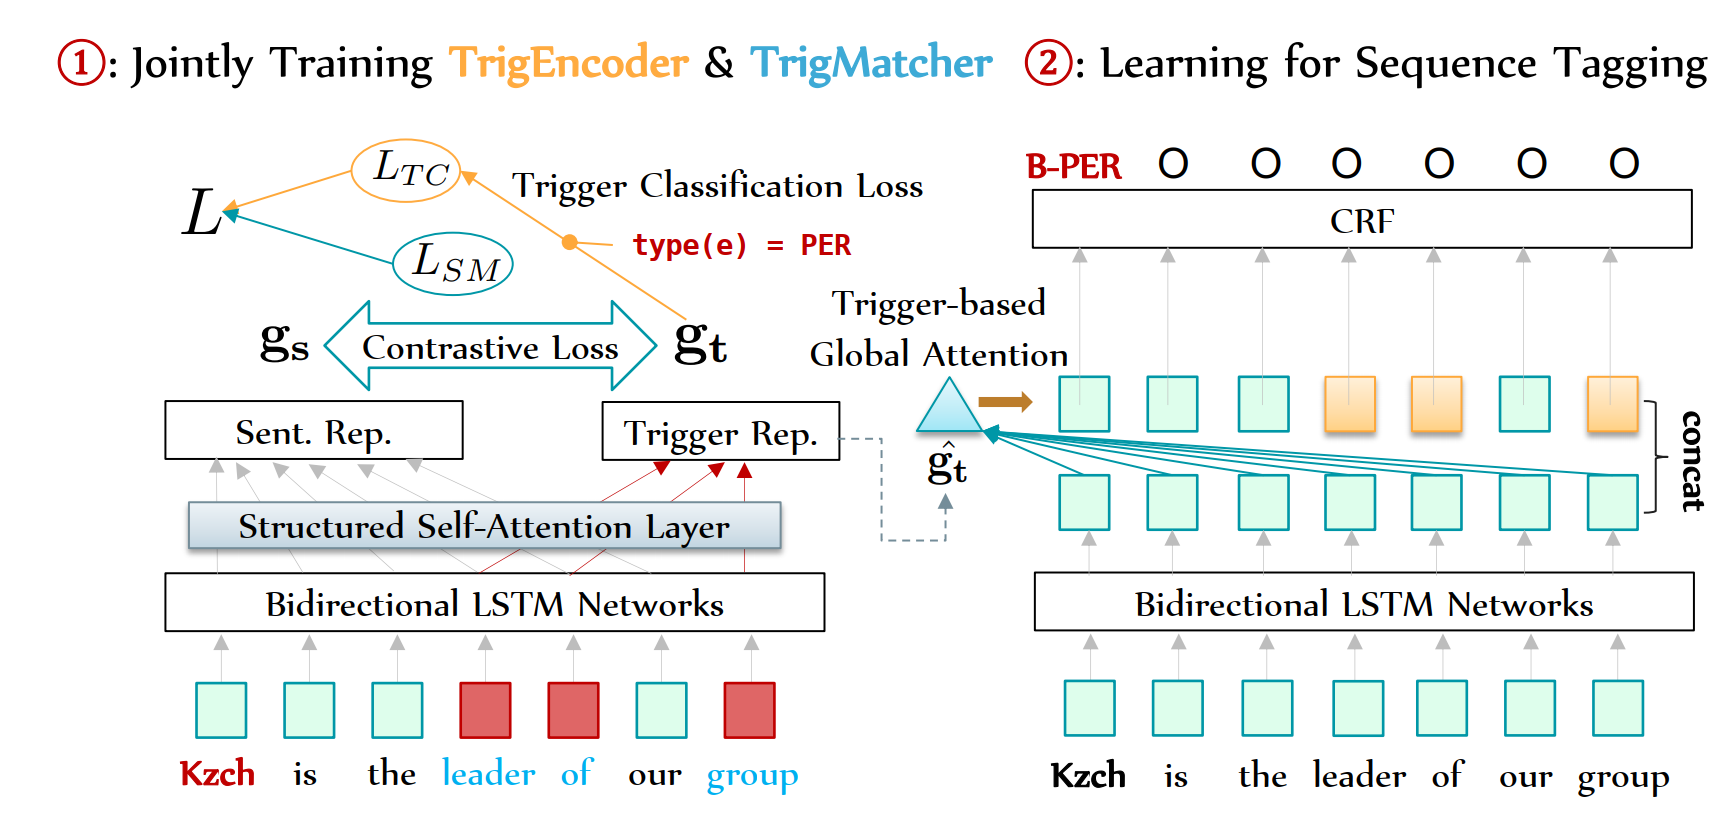 ①: Jointly Training TrigEncoder & TrigMatcher
L
L_TC
Trigger Classification Loss
type(e) = PER
L_SM
g_s
Contrastive Loss
g_t
Sent. Rep.
Trigger Rep.
Structured Self-Attention Layer
Bidirectional LSTM Networks
Kzch is the leader of our group
②: Learning for Sequence Tagging
B-PER O O O O O O
CRF
Trigger-based
Global Attention
ĝ_t
concat
Bidirectional LSTM Networks
Kzch is the leader of our group